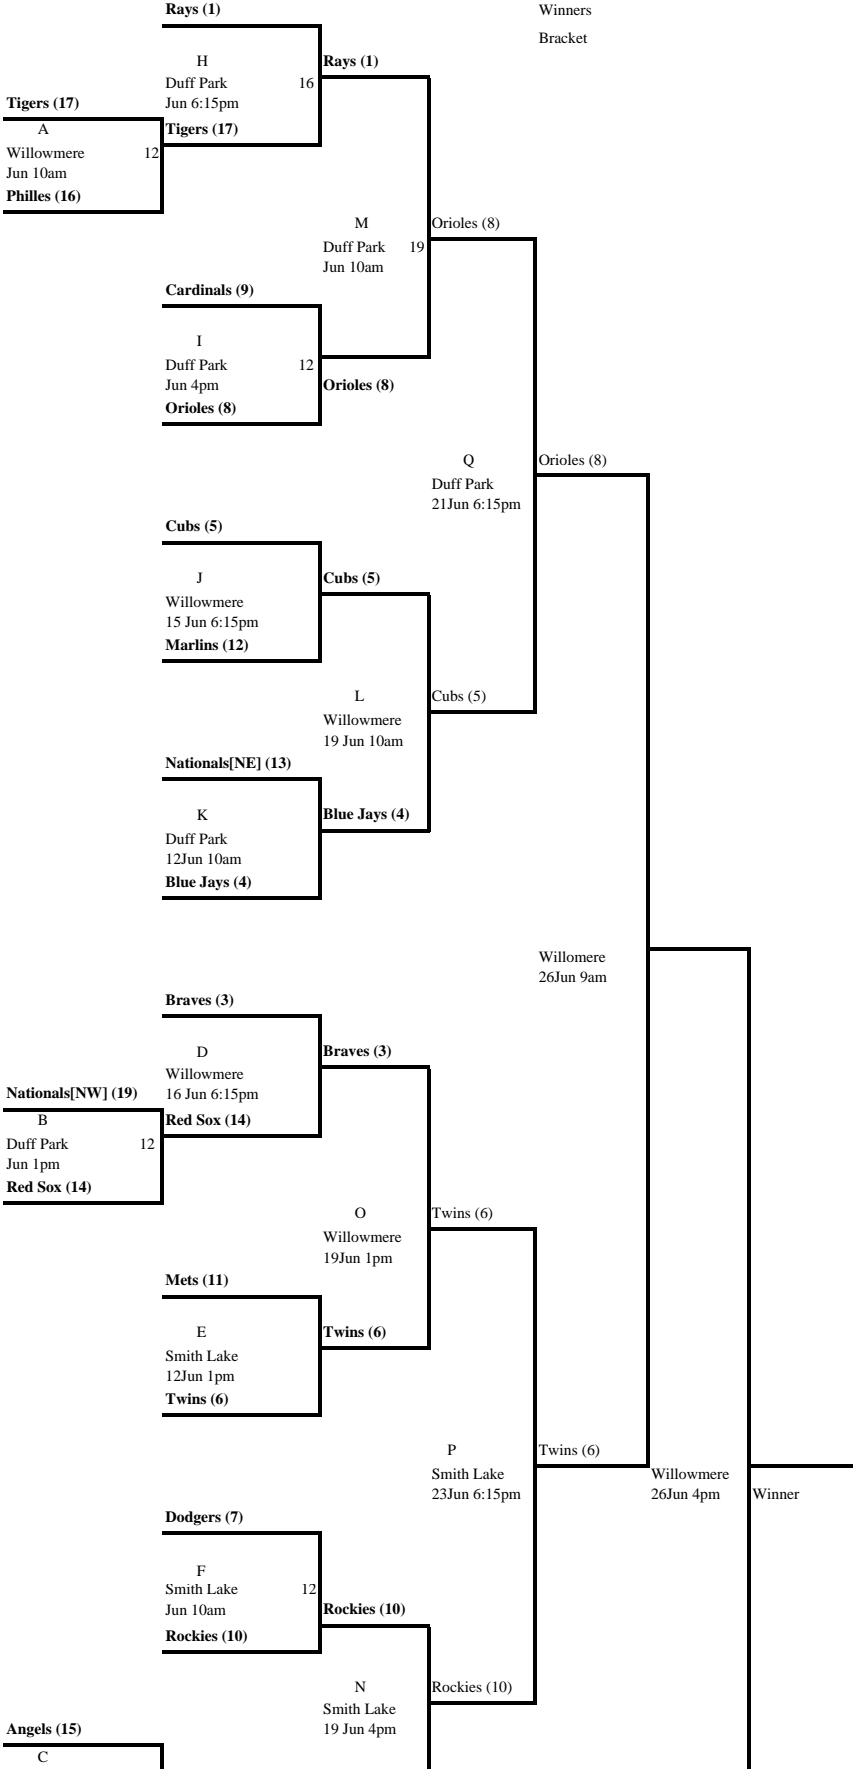 Rays (1)
Winners
Bracket
H
Rays (1)
Duff Park 16
Jun 6:15pm
Tigers (17)
Tigers (17)
A
Willowmere 12
Jun 10am
Philles (16)
M
Orioles (8)
Duff Park 19
Jun 10am
Cardinals (9)
I
Duff Park 12
Jun 4pm
Orioles (8)
Orioles (8)
Q
Orioles (8)
Duff Park
21Jun 6:15pm
Cubs (5)
J
Cubs (5)
Willowmere
15 Jun 6:15pm
Marlins (12)
L
Cubs (5)
Willowmere
19 Jun 10am
Nationals[NE] (13)
K
Blue Jays (4)
Duff Park
12Jun 10am
Blue Jays (4)
Willomere
26Jun 9am
Braves (3)
D
Braves (3)
Willowmere
16 Jun 6:15pm
Nationals[NW] (19)
Red Sox (14)
B
Duff Park 12
Jun 1pm
Red Sox (14)
O
Twins (6)
Willowmere
19Jun 1pm
Mets (11)
E
Twins (6)
Smith Lake
12Jun 1pm
Twins (6)
P
Twins (6)
Smith Lake
23Jun 6:15pm
Willowmere
26Jun 4pm
Winner
Dodgers (7)
F
Smith Lake 12
Jun 10am
Rockies (10)
Rockies (10)
N
Rockies (10)
Smith Lake
19 Jun 4pm
Angels (15)
C